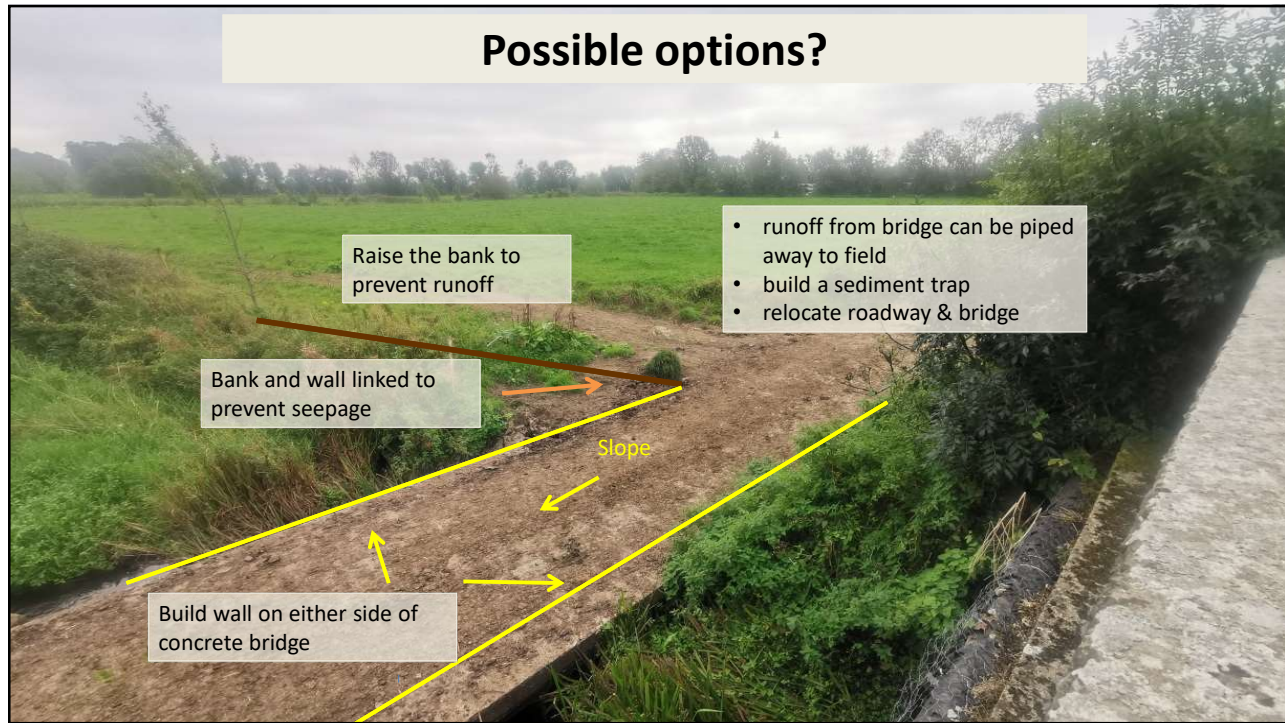 Possible options?
Raise the bank to
prevent runoff
• runoff from bridge can be piped
away to field
• build a sediment trap
• relocate roadway & bridge
Bank and wall linked to
prevent seepage
Slope
Build wall on either side of
concrete bridge